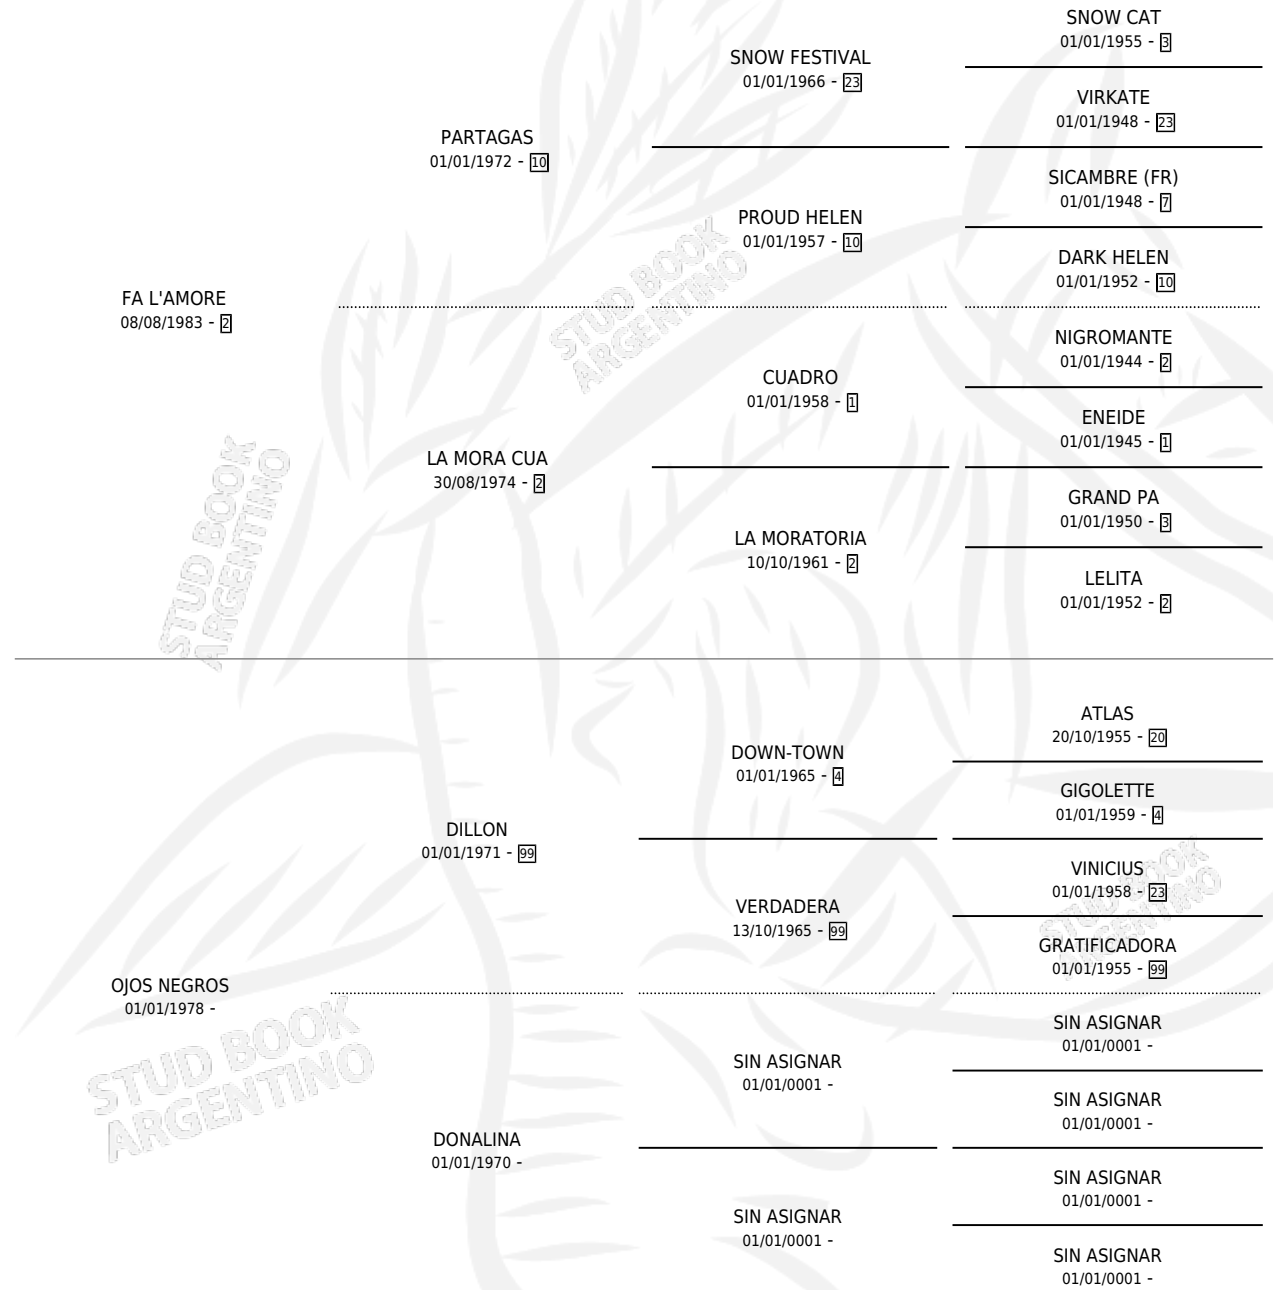 SNOW CAT
01/01/1955 - 3
SNOW FESTIVAL
01/01/1966 - 23
VIRKATE
01/01/1948 - 23
PARTAGAS
01/01/1972 - 10
SICAMBRE (FR)
01/01/1948 - 7
PROUD HELEN
01/01/1957 - 10
DARK HELEN
01/01/1952 - 10
FA L'AMORE
08/08/1983 - 2
NIGROMANTE
01/01/1944 - 2
CUADRO
01/01/1958 - 1
ENEIDE
01/01/1945 - 1
LA MORA CUA
30/08/1974 - 2
GRAND PA
01/01/1950 - 3
LA MORATORIA
10/10/1961 - 2
LELITA
01/01/1952 - 2
ATLAS
20/10/1955 - 20
DOWN-TOWN
01/01/1965 - 4
GIGOLETTE
01/01/1959 - 4
DILLON
01/01/1971 - 99
VINICIUS
01/01/1958 - 23
VERDADERA
13/10/1965 - 99
GRATIFICADORA
01/01/1955 - 99
OJOS NEGROS
01/01/1978 -
SIN ASIGNAR
01/01/0001 -
SIN ASIGNAR
01/01/0001 -
SIN ASIGNAR
01/01/0001 -
DONALINA
01/01/1970 -
SIN ASIGNAR
01/01/0001 -
SIN ASIGNAR
01/01/0001 -
SIN ASIGNAR
01/01/0001 -
STUD BOOK
ARGENTINO
STUD BOOK
ARGENTINO
STUD BOOK
ARGENTINO
STUD BOOK
ARGENTINO